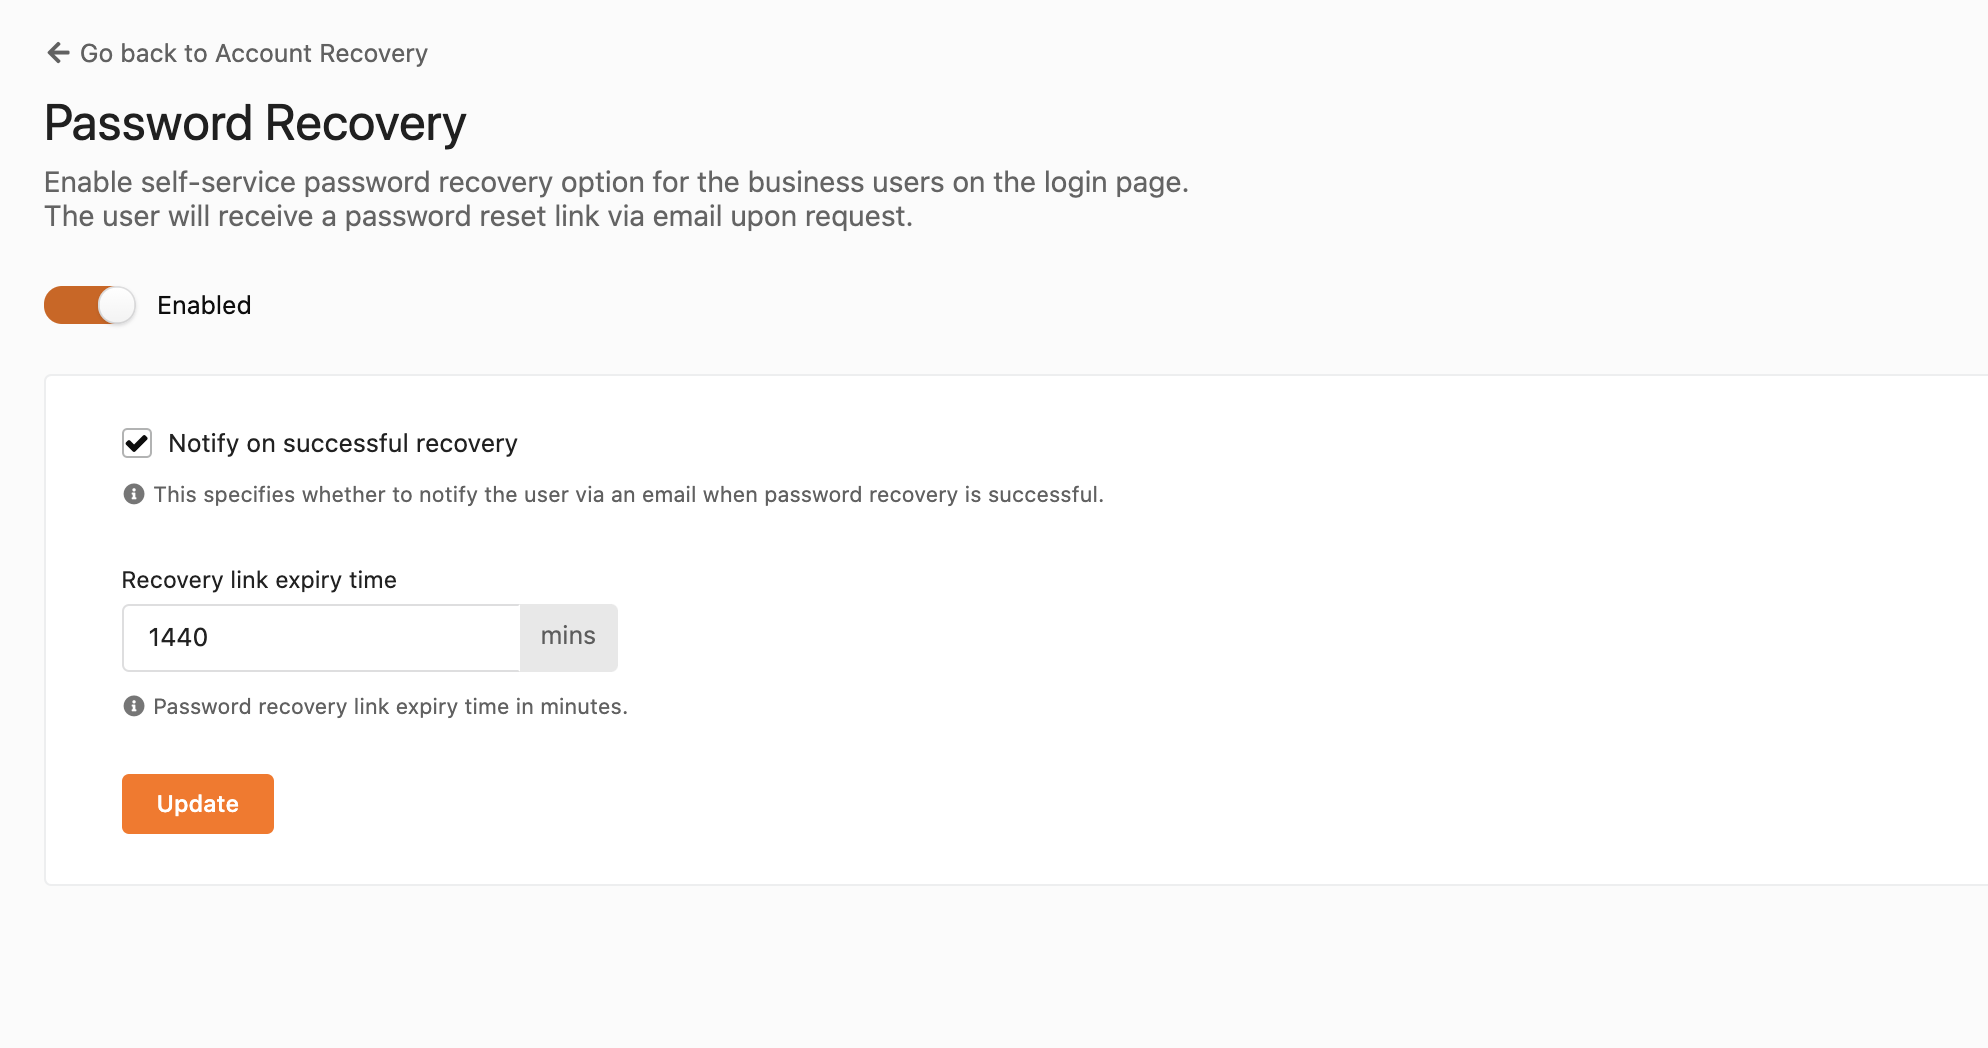 Go back to Account Recovery
Password Recovery
Enable self-service password recovery option for the business users on the login page.
The user will receive a password reset link via email upon request.
Enabled
Notify on successful recovery
This specifies whether to notify the user via an email when password recovery is successful.
Recovery link expiry time
1440 mins
Password recovery link expiry time in minutes.
Update